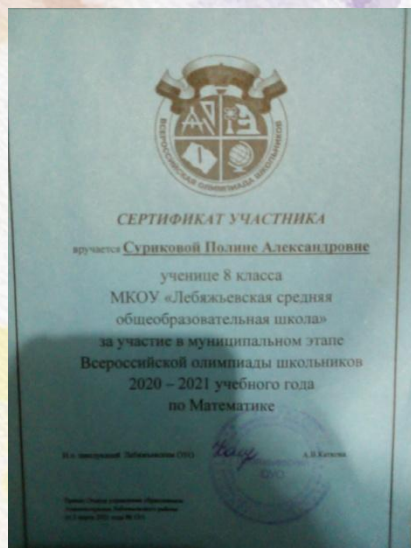 ВСЕРОССИЙСКАЯ ОЛИМПИАДА ШКОЛЬНИКОВ
СЕРТИФИКАТ УЧАСТНИКА
вручается Суриковой Полине Александровне
ученице 8 класса
МКОУ «Лебяжьевская средняя
общеобразовательная школа»
за участие в муниципальном этапе
Всероссийской олимпиады школьников
2020 – 2021 учебного года
по Математике